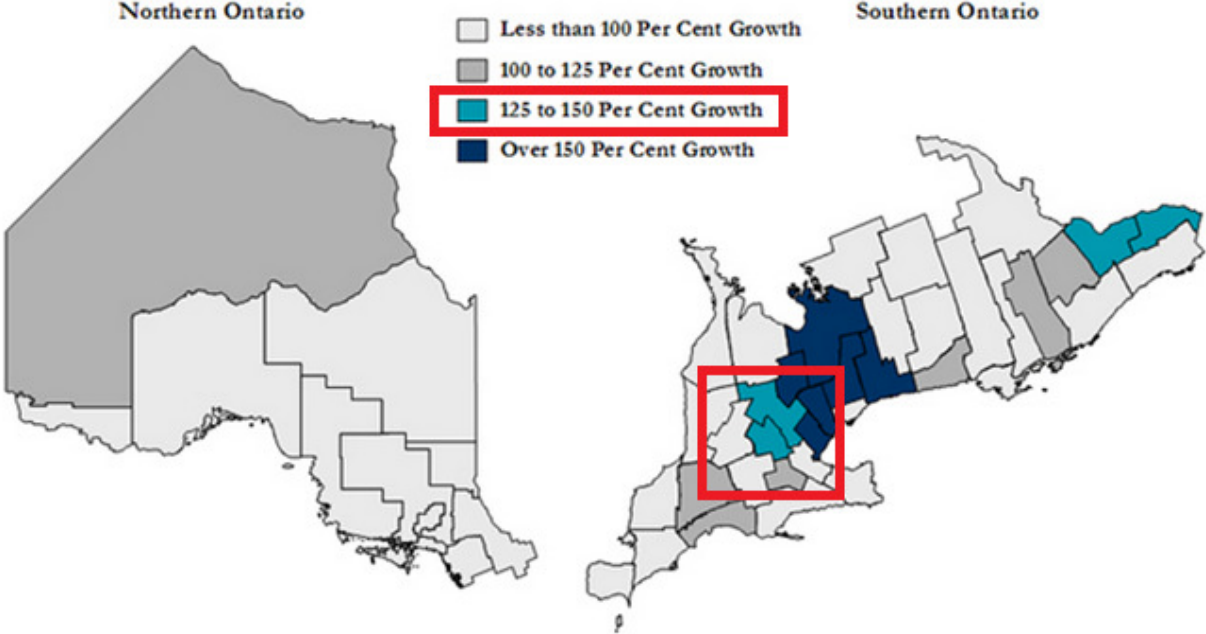 Northern Ontario
Less than 100 Per Cent Growth
100 to 125 Per Cent Growth
125 to 150 Per Cent Growth
Over 150 Per Cent Growth
Southern Ontario